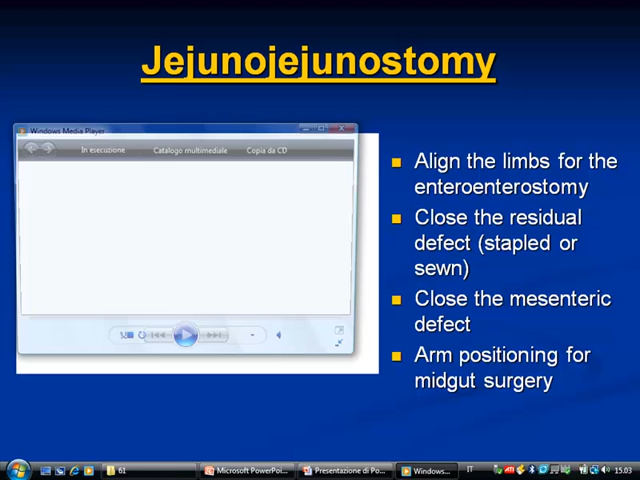 Jejunojejunostomy
Windows Media Player
In esecuzione
Catalogo multimediale
Copia da CD
Align the limbs for the
enteroenterostomy
Close the residual
defect (stapled or
sewn)
Close the mesenteric
defect
Arm positioning for
midgut surgery
61
Microsoft PowerPoi...
Presentazione di Po...
Windows...
IT
15.03